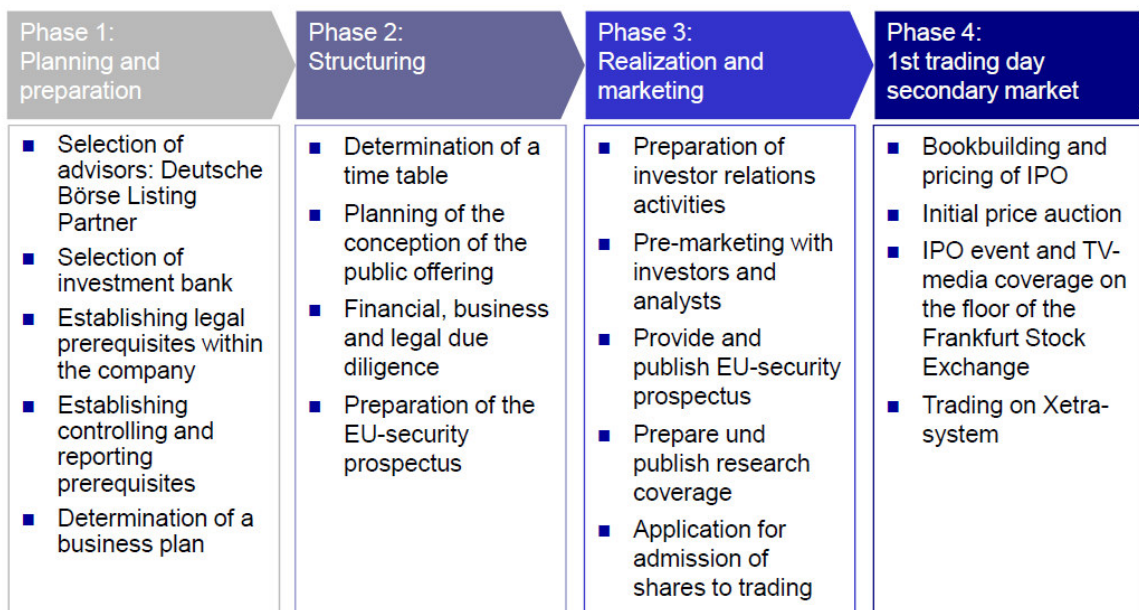 Phase 1:
Planning and
preparation
Selection of
advisors: Deutsche
Börse Listing
Partner
Selection of
investment bank
Establishing legal
prerequisites within
the company
Establishing
controlling and
reporting
prerequisites
Determination of a
business plan
Phase 2:
Structuring
Determination of a
time table
Planning of the
conception of the
public offering
Financial, business
and legal due
diligence
Preparation of the
EU-security
prospectus
Phase 3:
Realization and
marketing
Preparation of
investor relations
activities
Pre-marketing with
investors and
analysts
Provide and
publish EU-security
prospectus
Prepare und
publish research
coverage
Application for
admission of
shares to trading
Phase 4:
1st trading day
secondary market
Bookbuilding and
pricing of IPO
Initial price auction
IPO event and TV-
media coverage on
the floor of the
Frankfurt Stock
Exchange
Trading on Xetra-
system